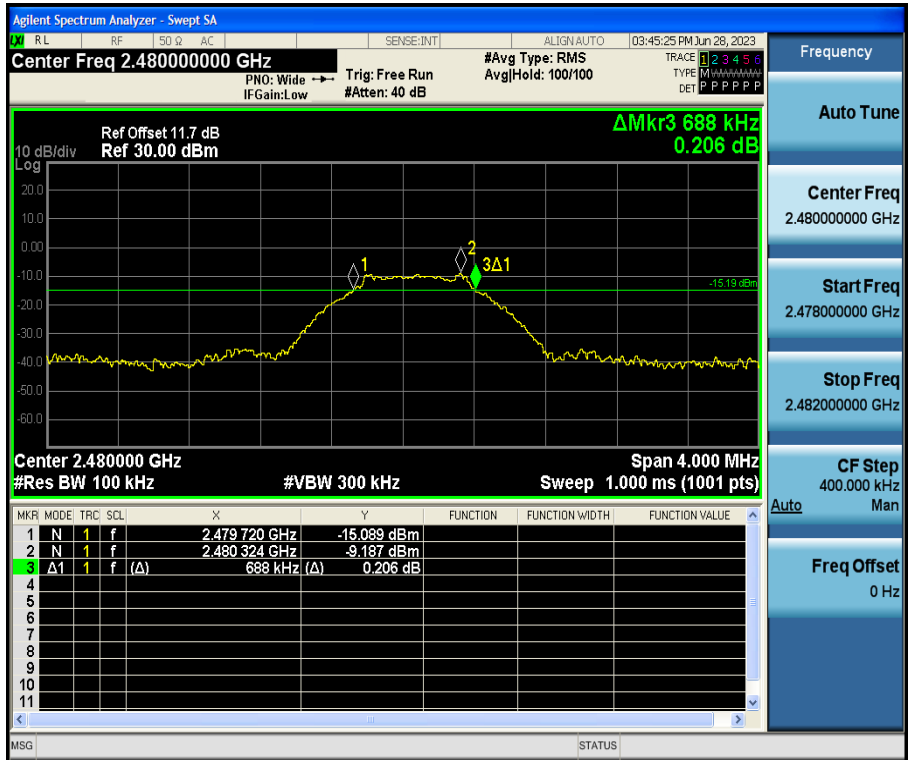 Agilent Spectrum Analyzer - Swept SA
LXI RL RF 50 Ω AC SENSE:INT ALIGN AUTO 03:45:25 PM Jun 28, 2023
Center Freq 2.480000000 GHz #Avg Type: RMS TRACE 1 2 3 4 5 6
PNO: Wide Trig: Free Run Avg|Hold: 100/100 TYPE M WWWWW
IFGain:Low #Atten: 40 dB DET P P P P P P
Frequency
Auto Tune
Center Freq
2.480000000 GHz
Start Freq
2.478000000 GHz
Stop Freq
2.482000000 GHz
CF Step
400.000 kHz
Auto Man
Freq Offset
0 Hz
ΔMkr3 688 kHz
0.206 dB
Ref Offset 11.7 dB
10 dB/div Ref 30.00 dBm
Log
20.0
10.0
0.00
-10.0
-20.0
-30.0
-40.0
-50.0
-60.0
1
2
3Δ1
-15.19 dBm
Center 2.480000 GHz Span 4.000 MHz
#Res BW 100 kHz #VBW 300 kHz Sweep 1.000 ms (1001 pts)
MKR MODE TRC SCL X Y FUNCTION FUNCTION WIDTH FUNCTION VALUE
1 N 1 f 2.479 720 GHz -15.089 dBm
2 N 1 f 2.480 324 GHz -9.187 dBm
3 Δ1 1 f (Δ) 688 kHz (Δ) 0.206 dB
4
5
6
7
8
9
10
11
MSG STATUS